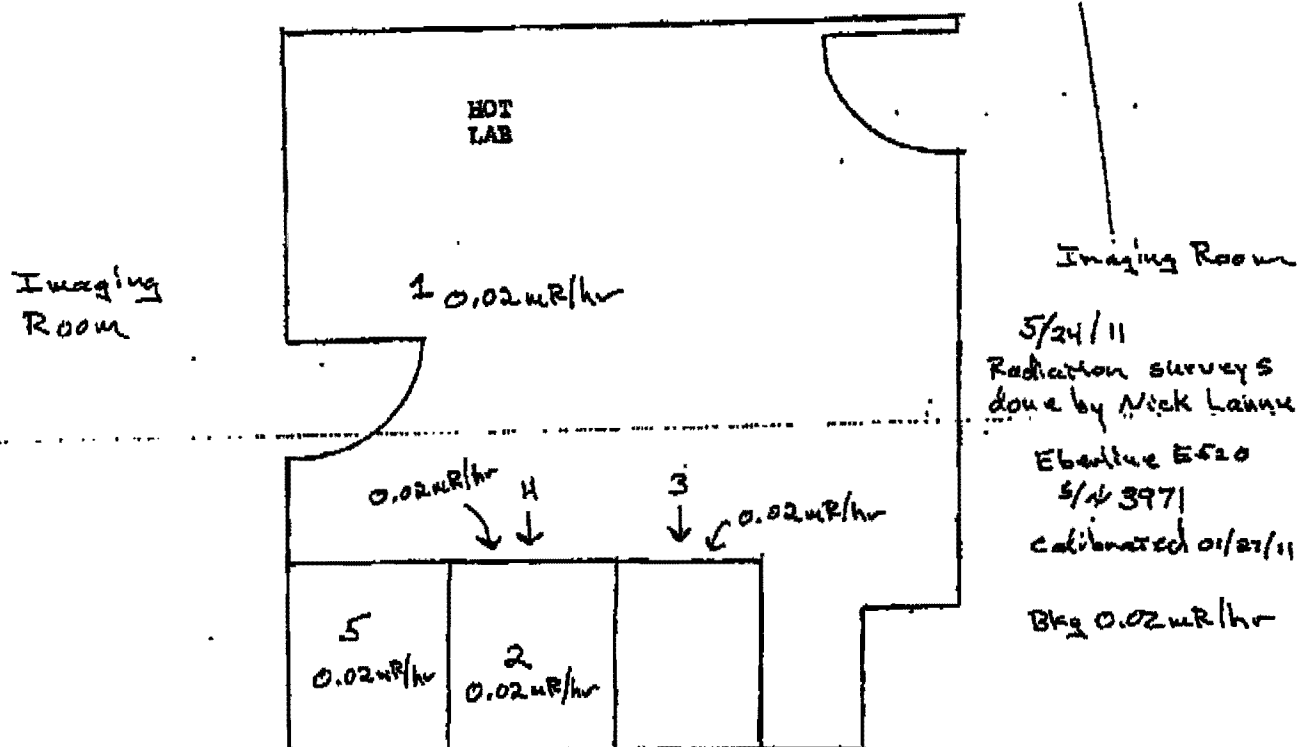 HOT
LAB
Imaging
Room
1 0.02mR/hr
Imaging Room
5/24/11
Radiation surveys
done by Nick
Eberline E520
S/N 3971
calibrated 01/27/11
Bkg 0.02mR/hr
0.02mR/hr
4
3
0.02mR/hr
5
0.02mR/hr
2
0.02mR/hr